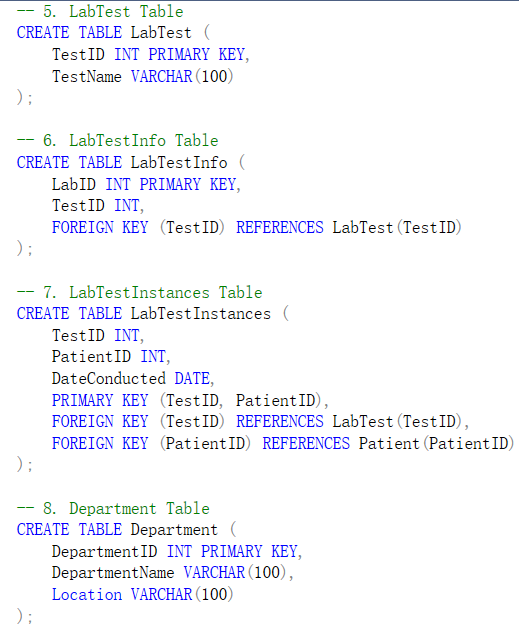 -- 5. LabTest Table
CREATE TABLE LabTest (
    TestID INT PRIMARY KEY,
    TestName VARCHAR(100)
);

-- 6. LabTestInfo Table
CREATE TABLE LabTestInfo (
    LabID INT PRIMARY KEY,
    TestID INT,
    FOREIGN KEY (TestID) REFERENCES LabTest(TestID)
);

-- 7. LabTestInstances Table
CREATE TABLE LabTestInstances (
    TestID INT,
    PatientID INT,
    DateConducted DATE,
    PRIMARY KEY (TestID, PatientID),
    FOREIGN KEY (TestID) REFERENCES LabTest(TestID),
    FOREIGN KEY (PatientID) REFERENCES Patient(PatientID)
);

-- 8. Department Table
CREATE TABLE Department (
    DepartmentID INT PRIMARY KEY,
    DepartmentName VARCHAR(100),
    Location VARCHAR(100)
);